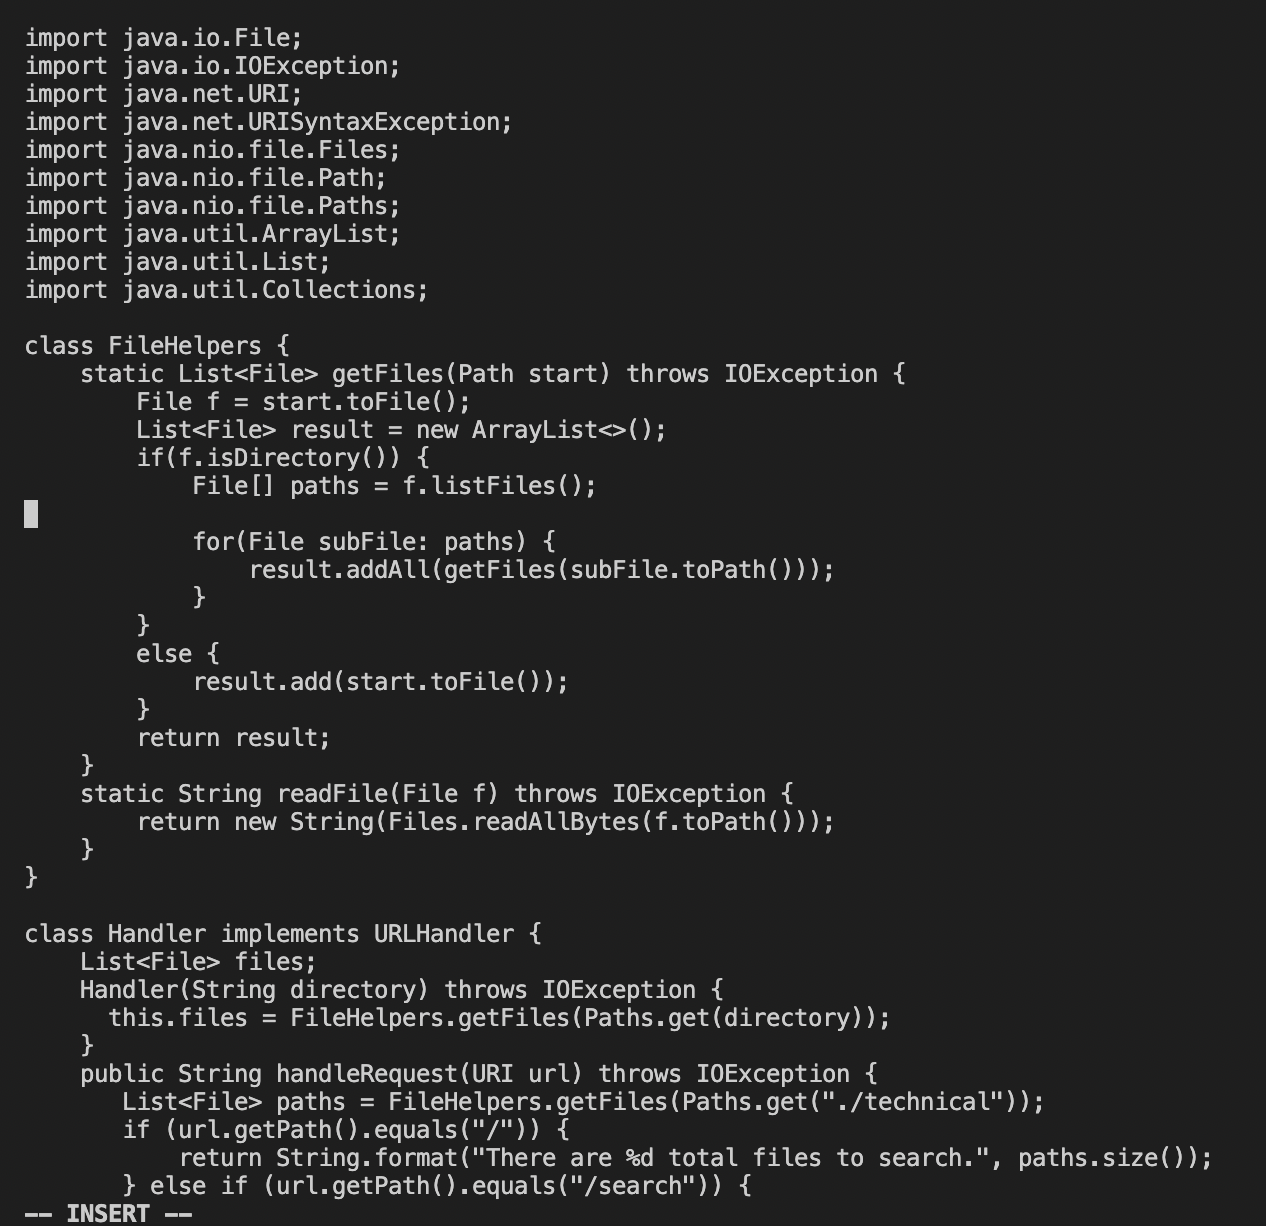 import java.io.File;
import java.io.IOException;
import java.net.URI;
import java.net.URISyntaxException;
import java.nio.file.Files;
import java.nio.file.Path;
import java.nio.file.Paths;
import java.util.ArrayList;
import java.util.List;
import java.util.Collections;

class FileHelpers {
    static List<File> getFiles(Path start) throws IOException {
        File f = start.toFile();
        List<File> result = new ArrayList<>();
        if(f.isDirectory()) {
            File[] paths = f.listFiles();

            for(File subFile: paths) {
                result.addAll(getFiles(subFile.toPath()));
            }
        }
        else {
            result.add(start.toFile());
        }
        return result;
    }
    static String readFile(File f) throws IOException {
        return new String(Files.readAllBytes(f.toPath()));
    }
}

class Handler implements URLHandler {
    List<File> files;
    Handler(String directory) throws IOException {
      this.files = FileHelpers.getFiles(Paths.get(directory));
    }
    public String handleRequest(URI url) throws IOException {
       List<File> paths = FileHelpers.getFiles(Paths.get("./technical"));
       if (url.getPath().equals("/")) {
           return String.format("There are %d total files to search.", paths.size());
       } else if (url.getPath().equals("/search")) {
-- INSERT --